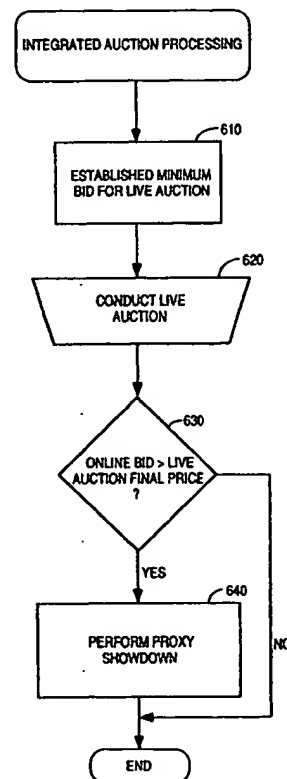 INTEGRATED AUCTION PROCESSING
610
ESTABLISHED MINIMUM
BID FOR LIVE AUCTION
620
CONDUCT LIVE
AUCTION
630
ONLINE BID > LIVE
AUCTION FINAL PRICE
?
YES
640
PERFORM PROXY
SHOWDOWN
NO
END